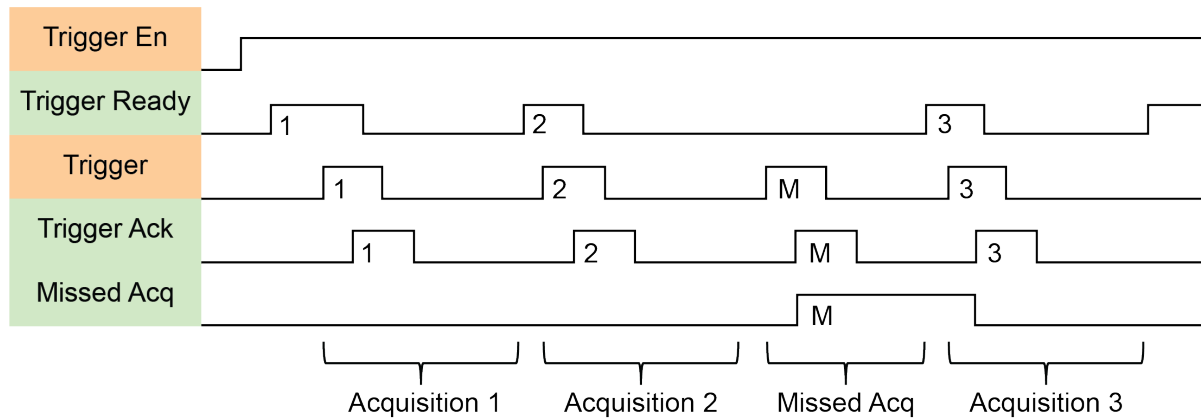 Trigger En
Trigger Ready
1 2 3
Trigger
1 2 M 3
Trigger Ack
1 2 M 3
Missed Acq
M
Acquisition 1 Acquisition 2 Missed Acq Acquisition 3